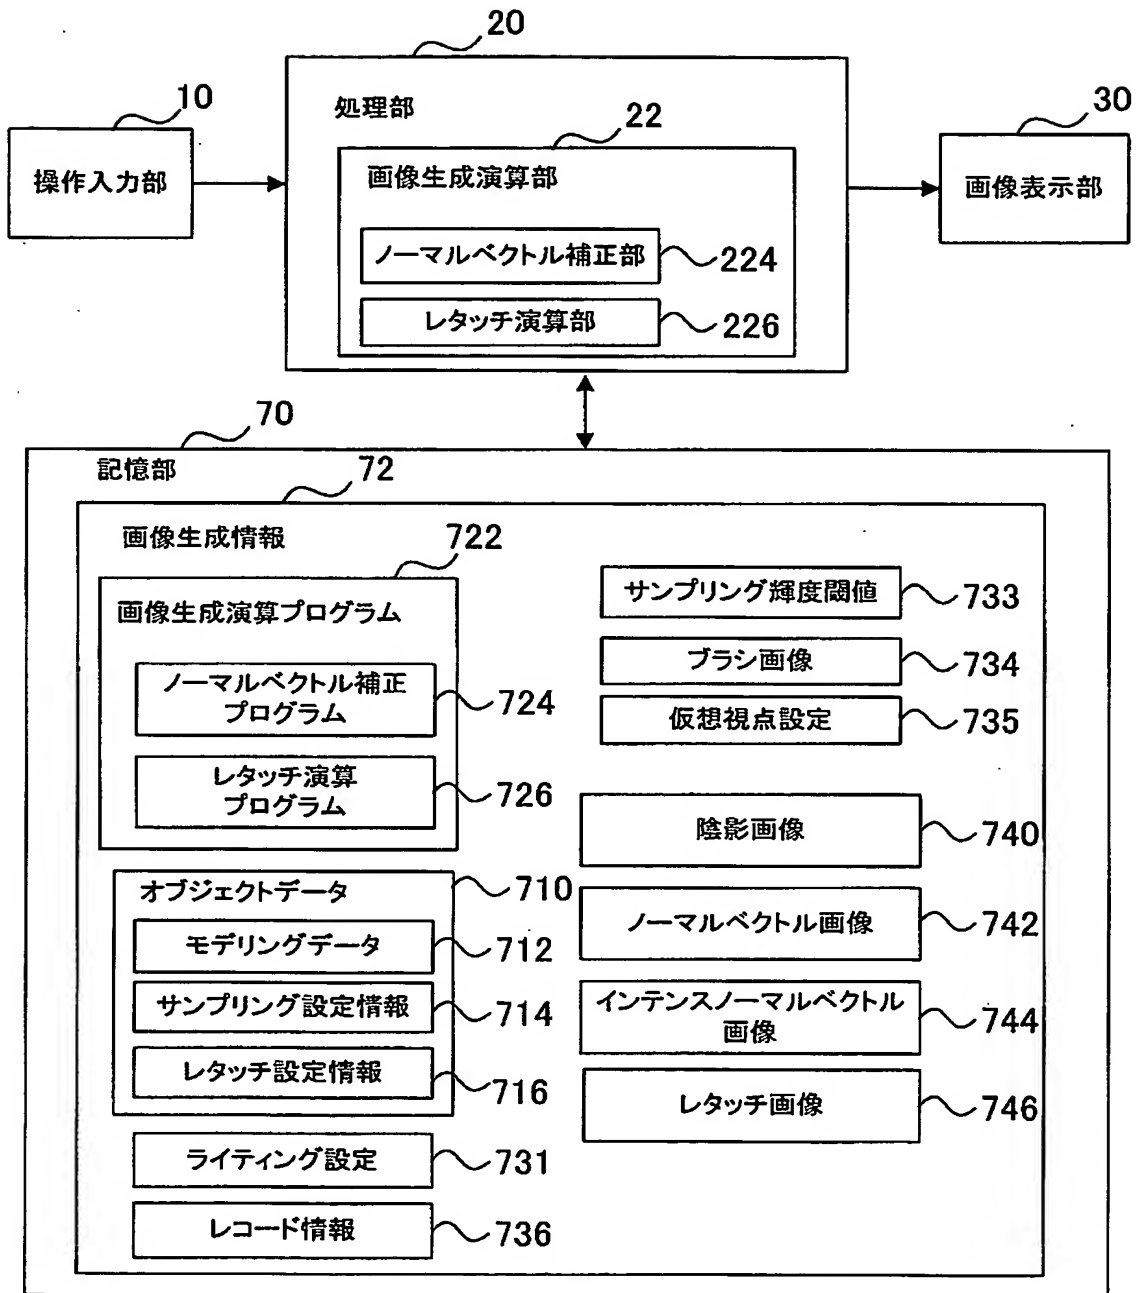 20
10
処理部
22
30
操作入力部
画像生成演算部
画像表示部
ノーマルベクトル補正部
224
レタッチ演算部
226
70
記憶部
72
画像生成情報
722
画像生成演算プログラム
ノーマルベクトル補正
プログラム
724
レタッチ演算
プログラム
726
オブジェクトデータ
710
モデリングデータ
712
サンプリング設定情報
714
レタッチ設定情報
716
ライティング設定
731
レコード情報
736
サンプリング輝度閾値
733
ブラシ画像
734
仮想視点設定
735
陰影画像
740
ノーマルベクトル画像
742
インテンスノーマルベクトル
画像
744
レタッチ画像
746